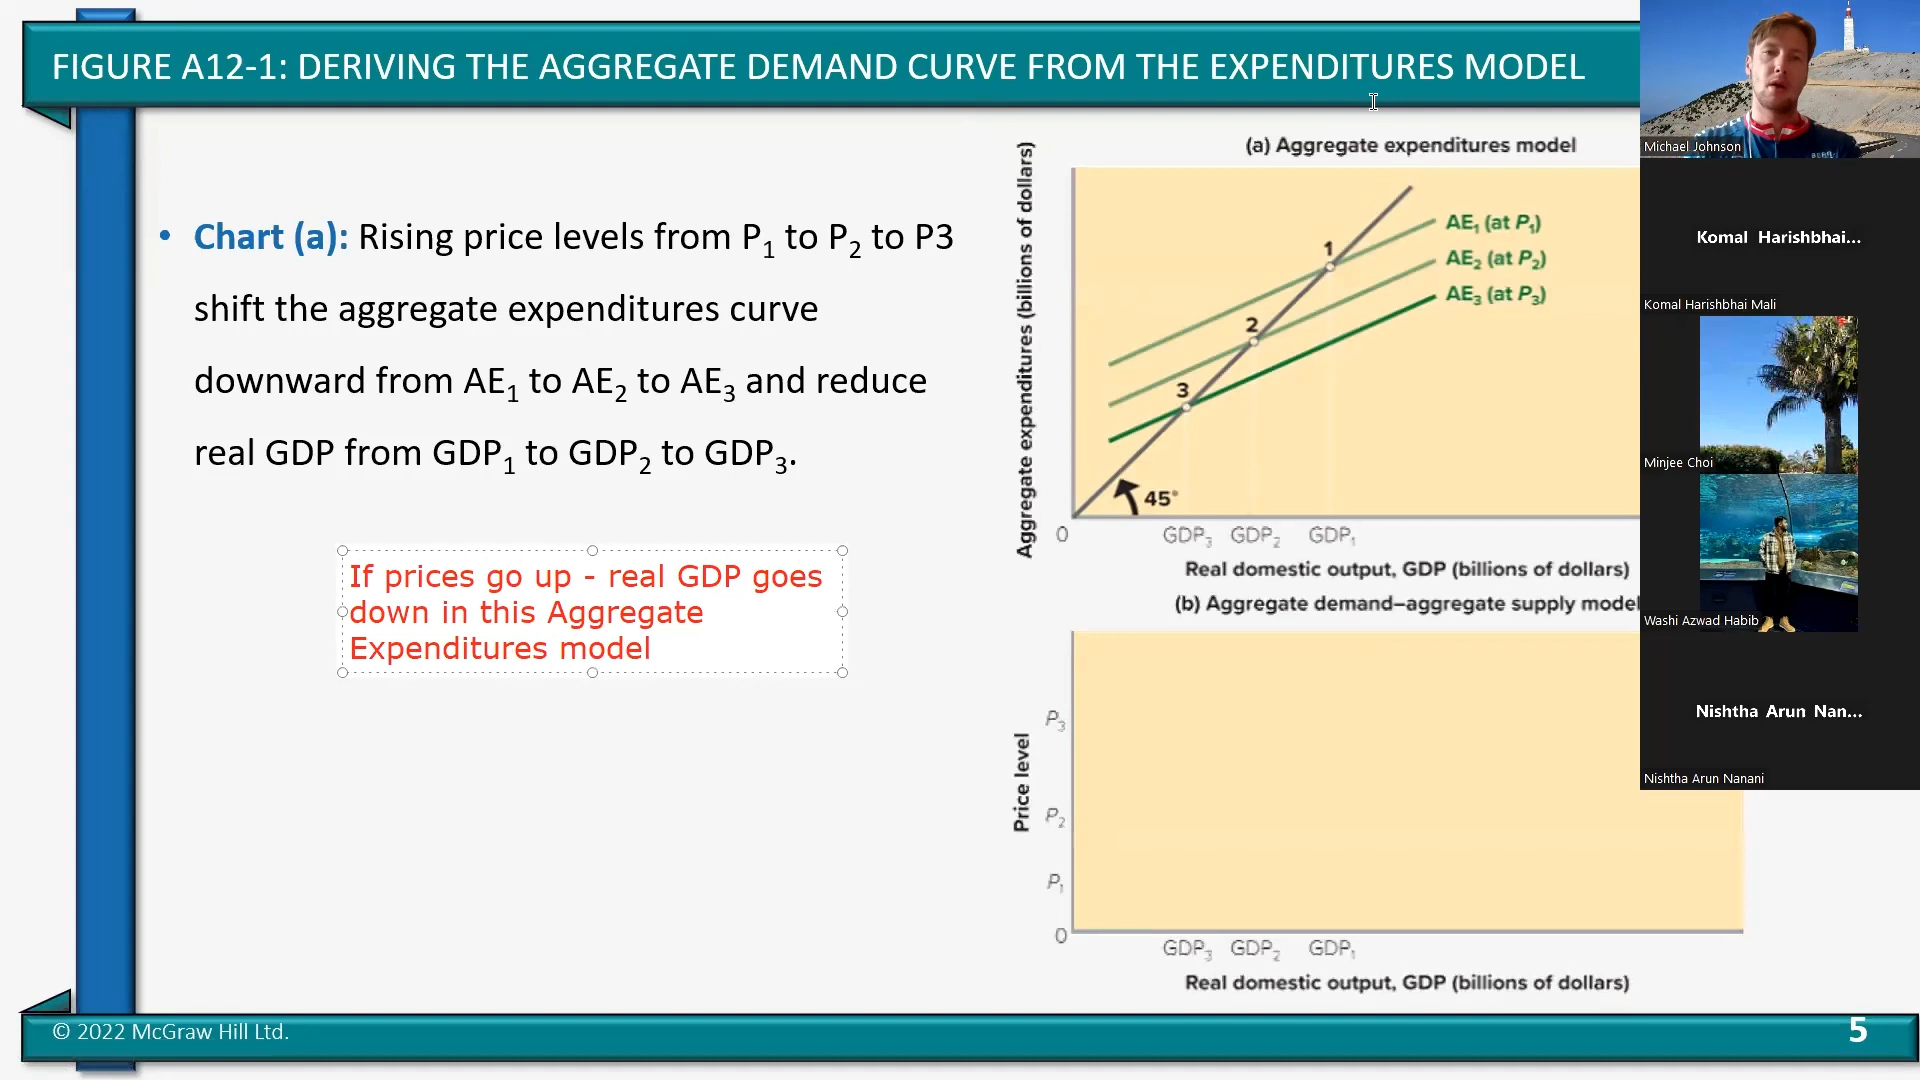 FIGURE A12-1: DERIVING THE AGGREGATE DEMAND CURVE FROM THE EXPENDITURES MODEL
• Chart (a): Rising price levels from P1 to P2 to P3
shift the aggregate expenditures curve
downward from AE1 to AE2 to AE3 and reduce
real GDP from GDP1 to GDP2 to GDP3.
If prices go up - real GDP goes
down in this Aggregate
Expenditures model
(a) Aggregate expenditures model
Aggregate expenditures (billions of dollars)
AE1 (at P1)
AE2 (at P2)
AE3 (at P3)
1
2
3
45°
0
GDP3 GDP2 GDP1
Real domestic output, GDP (billions of dollars)
(b) Aggregate demand–aggregate supply model
Price level
P3
P2
P1
0
GDP3 GDP2 GDP1
Real domestic output, GDP (billions of dollars)
Michael Johnson
Komal Harishbhai...
Komal Harishbhai Mali
Minjee Choi
Washi Azwad Habib
Nishtha Arun Nan...
Nishtha Arun Nanani
© 2022 McGraw Hill Ltd.
5